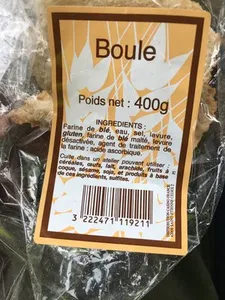 Boule
Poids net : 400g
INGREDIENTS :
Farine de blé, eau, sel, levure,
gluten, farine de blé malté, levure
désactivée, agent de traitement de
la farine : acide ascorbique.
Cuite dans un atelier pouvant utiliser :
céréales, œufs, lait, arachide, fruits à
coque, sésame, soja, et produits à base
de ces ingrédients, sulfites.
3 222471 119211